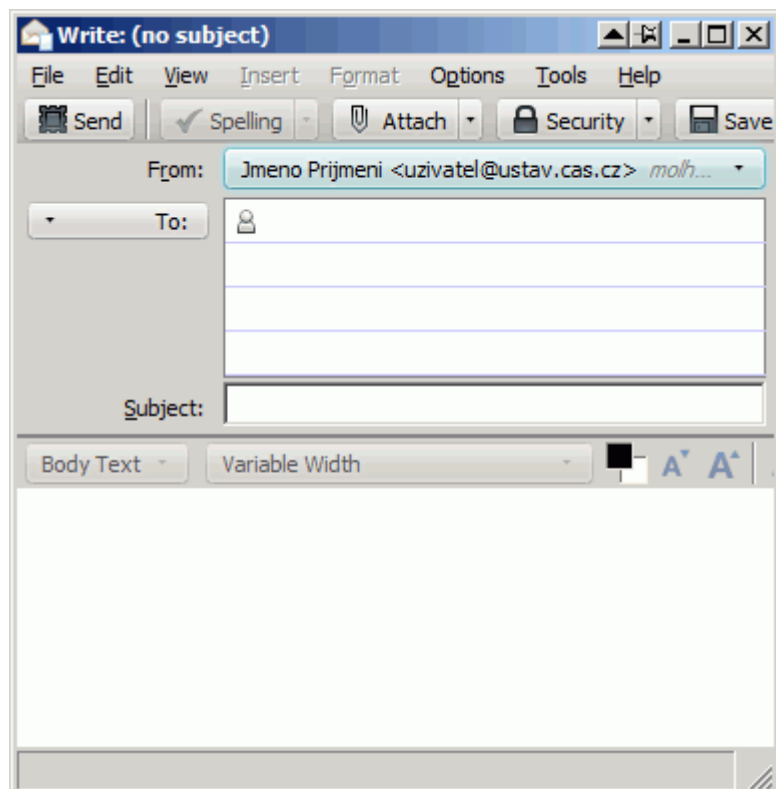 Write: (no subject)
File Edit View Insert Format Options Tools Help
Send Spelling Attach Security Save
From: Jmeno Prijmeni <uzivatel@ustav.cas.cz> molh...
To:
Subject:
Body Text Variable Width A A